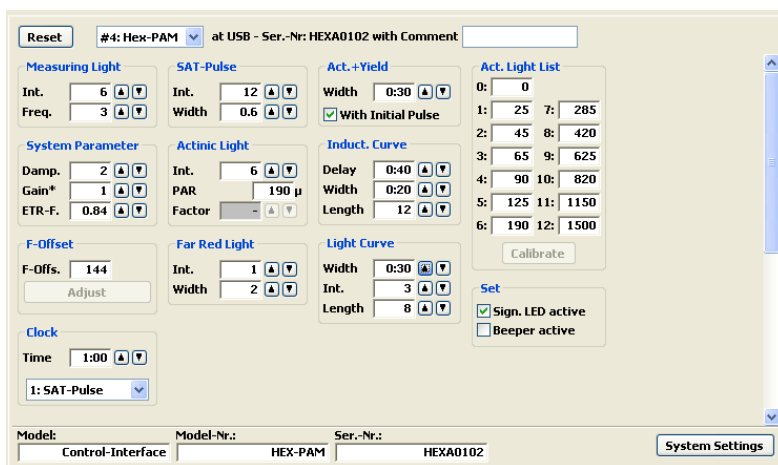 Reset #4: Hex-PAM at USB - Ser.-Nr: HEXA0102 with Comment
Measuring Light
Int. 6
Freq. 3
SAT-Pulse
Int. 12
Width 0.6
Act.+Yield
Width 0:30
With Initial Pulse
Act. Light List
0: 0
1: 25 7: 285
2: 45 8: 420
3: 65 9: 625
4: 90 10: 820
5: 125 11: 1150
6: 190 12: 1500
Calibrate
System Parameter
Damp. 2
Gain* 1
ETR-F. 0.84
Actinic Light
Int. 6
PAR 190 µ
Factor -
Induct. Curve
Delay 0:40
Width 0:20
Length 12
F-Offset
F-Offs. 144
Adjust
Far Red Light
Int. 1
Width 2
Light Curve
Width 0:30
Int. 3
Length 8
Set
Sign. LED active
Beeper active
Clock
Time 1:00
1: SAT-Pulse
Model: Model-Nr.: Ser.-Nr.:
Control-Interface HEX-PAM HEXA0102
System Settings